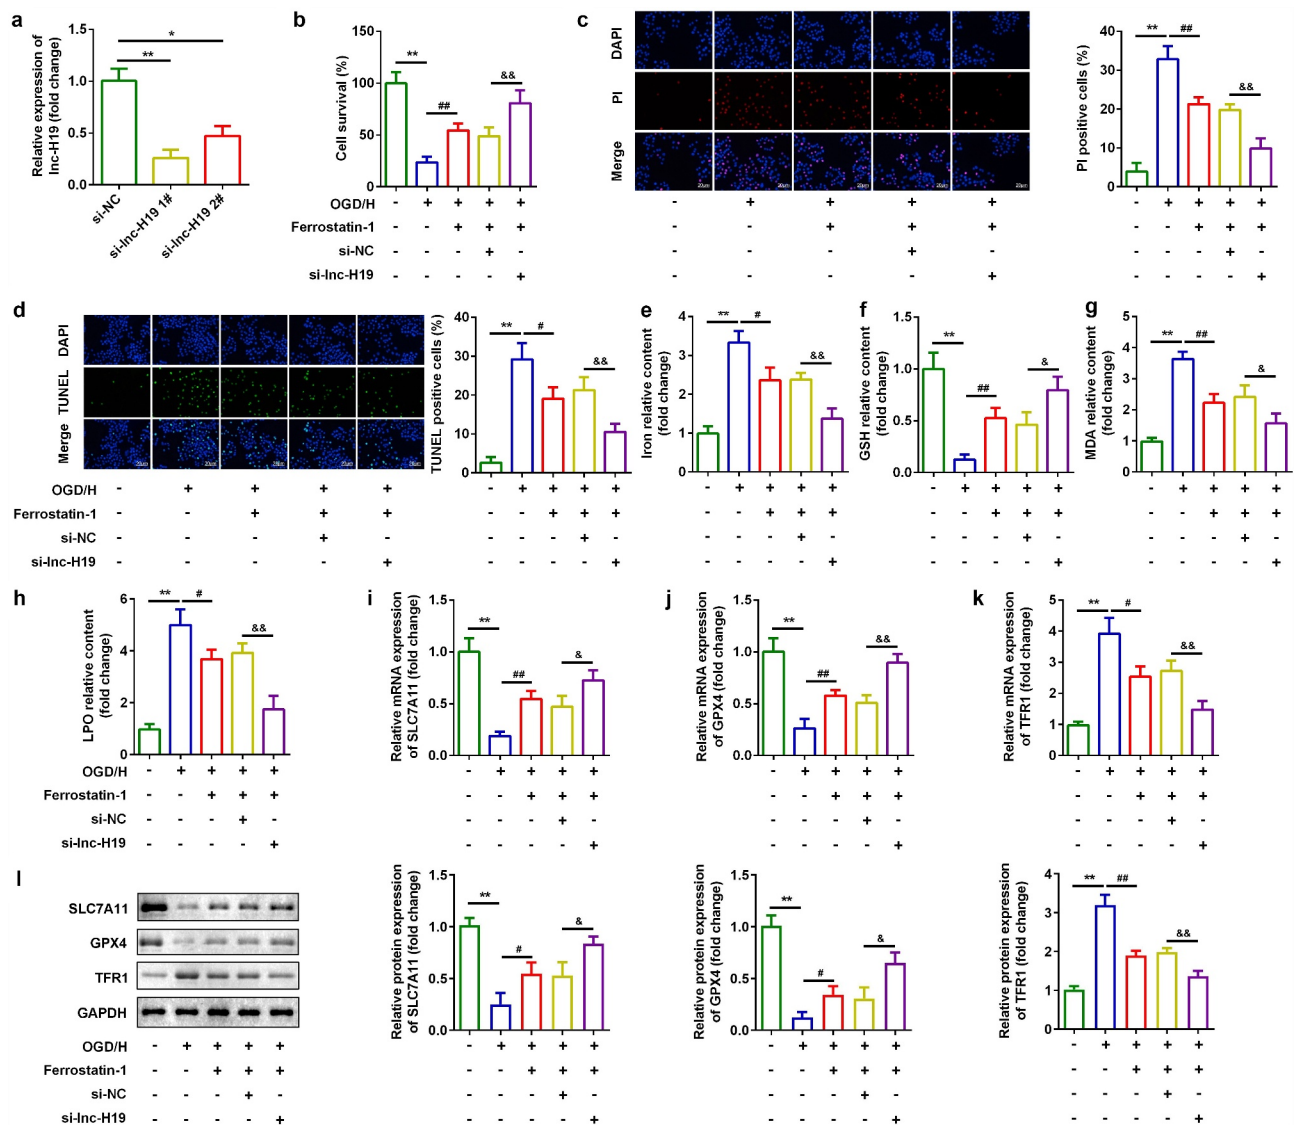 a
Relative expression of
lnc-H19 (fold change)
1.5
1.0
0.5
0.0
*
**
si-NC
si-lnc-H19 1#
si-lnc-H19 2#
b
Cell survival (%)
150
100
50
0
**
##
&&
OGD/H - + + + +
Ferrostatin-1 - - + + +
si-NC - - - + -
si-lnc-H19 - - - - +
c
DAPI
PI
Merge
20μm 20μm 20μm 20μm 20μm
- + + + +
- - + + +
- - - + -
- - - - +
PI positive cells (%)
40
30
20
10
0
**
##
&&
- + + + +
- - + + +
- - - + -
- - - - +
d
DAPI
TUNEL
Merge
20μm 20μm 20μm 20μm 20μm
OGD/H - + + + +
Ferrostatin-1 - - + + +
si-NC - - - + -
si-lnc-H19 - - - - +
TUNEL positive cells (%)
40
30
20
10
0
**
#
&&
- + + + +
- - + + +
- - - + -
- - - - +
e
Iron relative content
(fold change)
4
3
2
1
0
**
#
&&
- + + + +
- - + + +
- - - + -
- - - - +
f
GSH relative content
(fold change)
1.5
1.0
0.5
0.0
**
##
&
- + + + +
- - + + +
- - - + -
- - - - +
g
MDA relative content
(fold change)
5
4
3
2
1
0
**
##
&
- + + + +
- - + + +
- - - + -
- - - - +
h
LPO relative content
(fold change)
6
4
2
0
**
#
&&
OGD/H - + + + +
Ferrostatin-1 - - + + +
si-NC - - - + -
si-lnc-H19 - - - - +
i
Relative mRNA expression
of SLC7A11 (fold change)
1.5
1.0
0.5
0.0
**
##
&
- + + + +
- - + + +
- - - + -
- - - - +
j
Relative mRNA expression
of GPX4 (fold change)
1.5
1.0
0.5
0.0
**
##
&&
- + + + +
- - + + +
- - - + -
- - - - +
k
Relative mRNA expression
of TFR1 (fold change)
5
4
3
2
1
0
**
#
&&
- + + + +
- - + + +
- - - + -
- - - - +
l
SLC7A11
GPX4
TFR1
GAPDH
OGD/H - + + + +
Ferrostatin-1 - - + + +
si-NC - - - + -
si-lnc-H19 - - - - +
Relative protein expression
of SLC7A11 (fold change)
1.5
1.0
0.5
0.0
**
#
&
- + + + +
- - + + +
- - - + -
- - - - +
Relative protein expression
of GPX4 (fold change)
1.5
1.0
0.5
0.0
**
#
&
- + + + +
- - + + +
- - - + -
- - - - +
Relative protein expression
of TFR1 (fold change)
4
3
2
1
0
**
##
&&
- + + + +
- - + + +
- - - + -
- - - - +